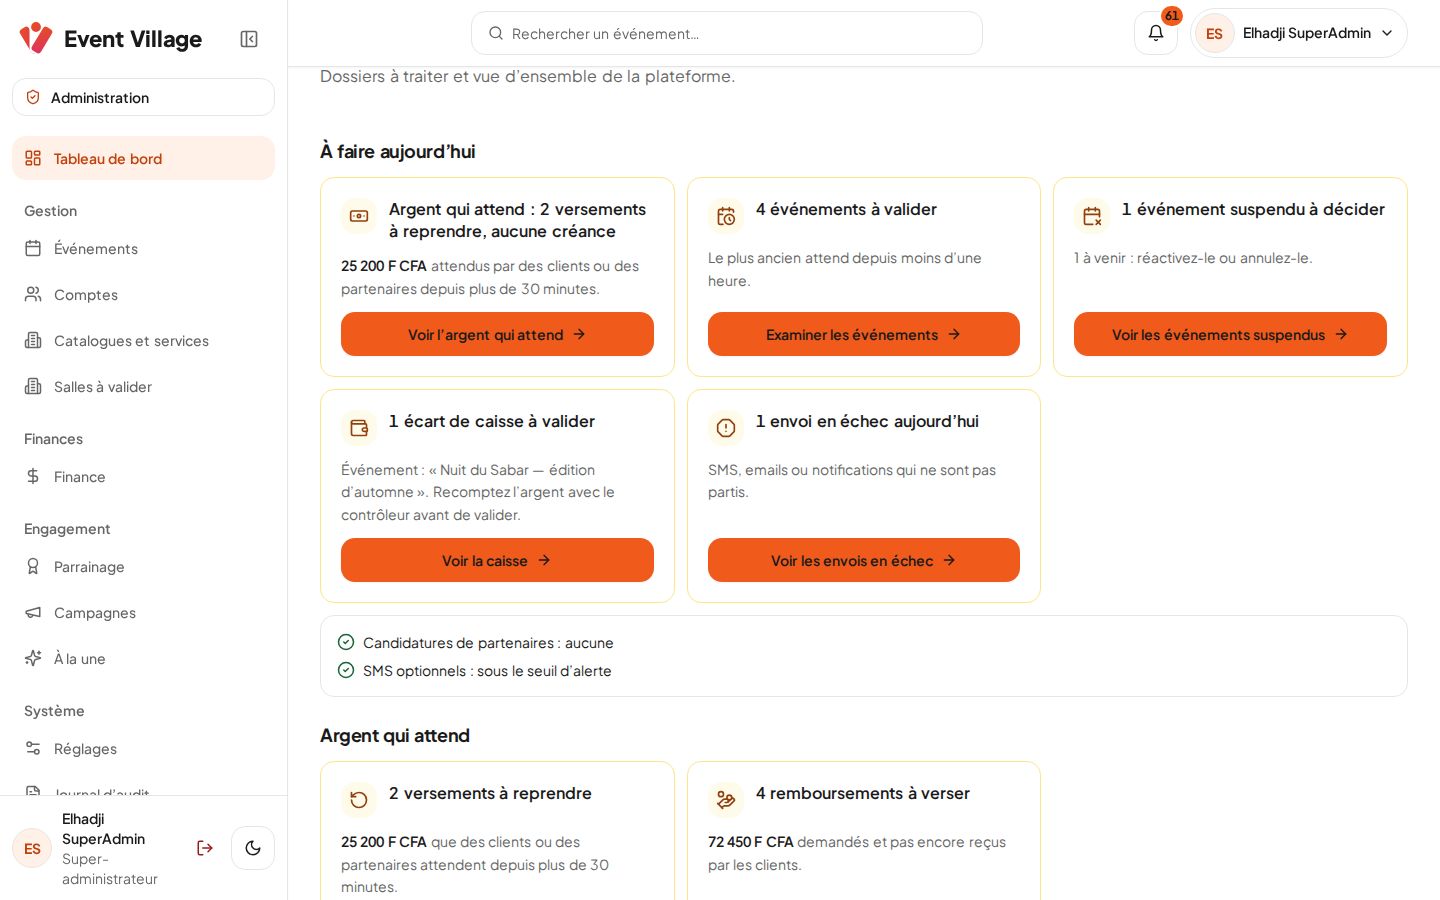 Event Village
Administration
Tableau de bord
Gestion
Événements
Comptes
Catalogues et services
Salles à valider
Finances
Finance
Engagement
Parrainage
Campagnes
À la une
Système
Réglages
Journal d'audit
ES
Elhadji
SuperAdmin
Super-
administrateur
Rechercher un événement…
61
ES
Elhadji SuperAdmin
Dossiers à traiter et vue d'ensemble de la plateforme.
À faire aujourd'hui
Argent qui attend : 2 versements
à reprendre, aucune créance
25 200 F CFA attendus par des clients ou des
partenaires depuis plus de 30 minutes.
Voir l'argent qui attend
4 événements à valider
Le plus ancien attend depuis moins d'une
heure.
Examiner les événements
1 événement suspendu à décider
1 à venir : réactivez-le ou annulez-le.
Voir les événements suspendus
1 écart de caisse à valider
Événement : « Nuit du Sabar — édition
d'automne ». Recomptez l'argent avec le
contrôleur avant de valider.
Voir la caisse
1 envoi en échec aujourd'hui
SMS, emails ou notifications qui ne sont pas
partis.
Voir les envois en échec
Candidatures de partenaires : aucune
SMS optionnels : sous le seuil d'alerte
Argent qui attend
2 versements à reprendre
25 200 F CFA que des clients ou des
partenaires attendent depuis plus de 30
minutes.
4 remboursements à verser
72 450 F CFA demandés et pas encore reçus
par les clients.